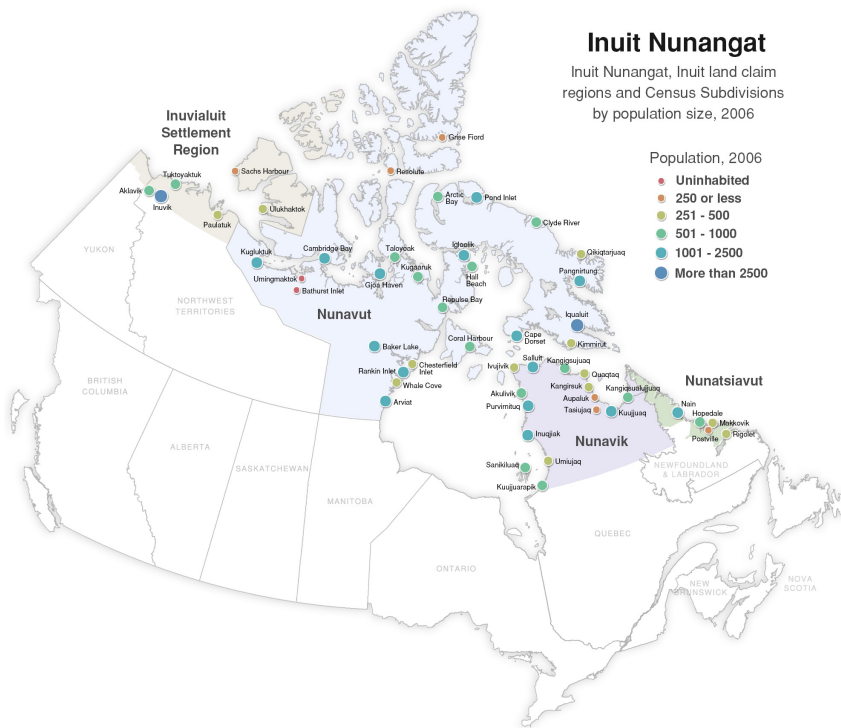 Inuit Nunangat
Inuit Nunangat, Inuit land claim
regions and Census Subdivisions
by population size, 2006
Population, 2006
Uninhabited
250 or less
251 - 500
501 - 1000
1001 - 2500
More than 2500
Inuvialuit
Settlement
Region
Grise Fiord
Resolute
Sachs Harbour
Tuktoyaktuk
Aklavik
Inuvik
Ulukhaktok
Paulatuk
Arctic
Bay
Pond Inlet
Clyde River
YUKON
Kugluktuk
Cambridge Bay
Taloyoak
Igloolik
Qikiqtarjuaq
Umingmaktok
Bathurst Inlet
Gjoa Haven
Kugaaruk
Hall
Beach
Pangnirtung
NORTHWEST
TERRITORIES
Nunavut
Repulse Bay
Iqaluit
Baker Lake
Coral Harbour
Cape
Dorset
Kimmirut
Rankin Inlet
Chesterfield
Inlet
Whale Cove
Arviat
Ivujivik
Salluit
Kangiqsujuaq
Quaqtaq
Kangirsuk
Kangiqsualujjuaq
Akulivik
Aupaluk
Purvirnituq
Tasiujaq
Kuujjuaq
Nunatsiavut
Nain
Hopedale
Makkovik
Postville
Rigolet
BRITISH
COLUMBIA
Inuqjiak
Nunavik
ALBERTA
SASKATCHEWAN
MANITOBA
Sanikiluaq
Umiujaq
Kuujjuarapik
NEWFOUNDLAND
& LABRADOR
QUEBEC
ONTARIO
NEW
BRUNSWICK
NOVA
SCOTIA